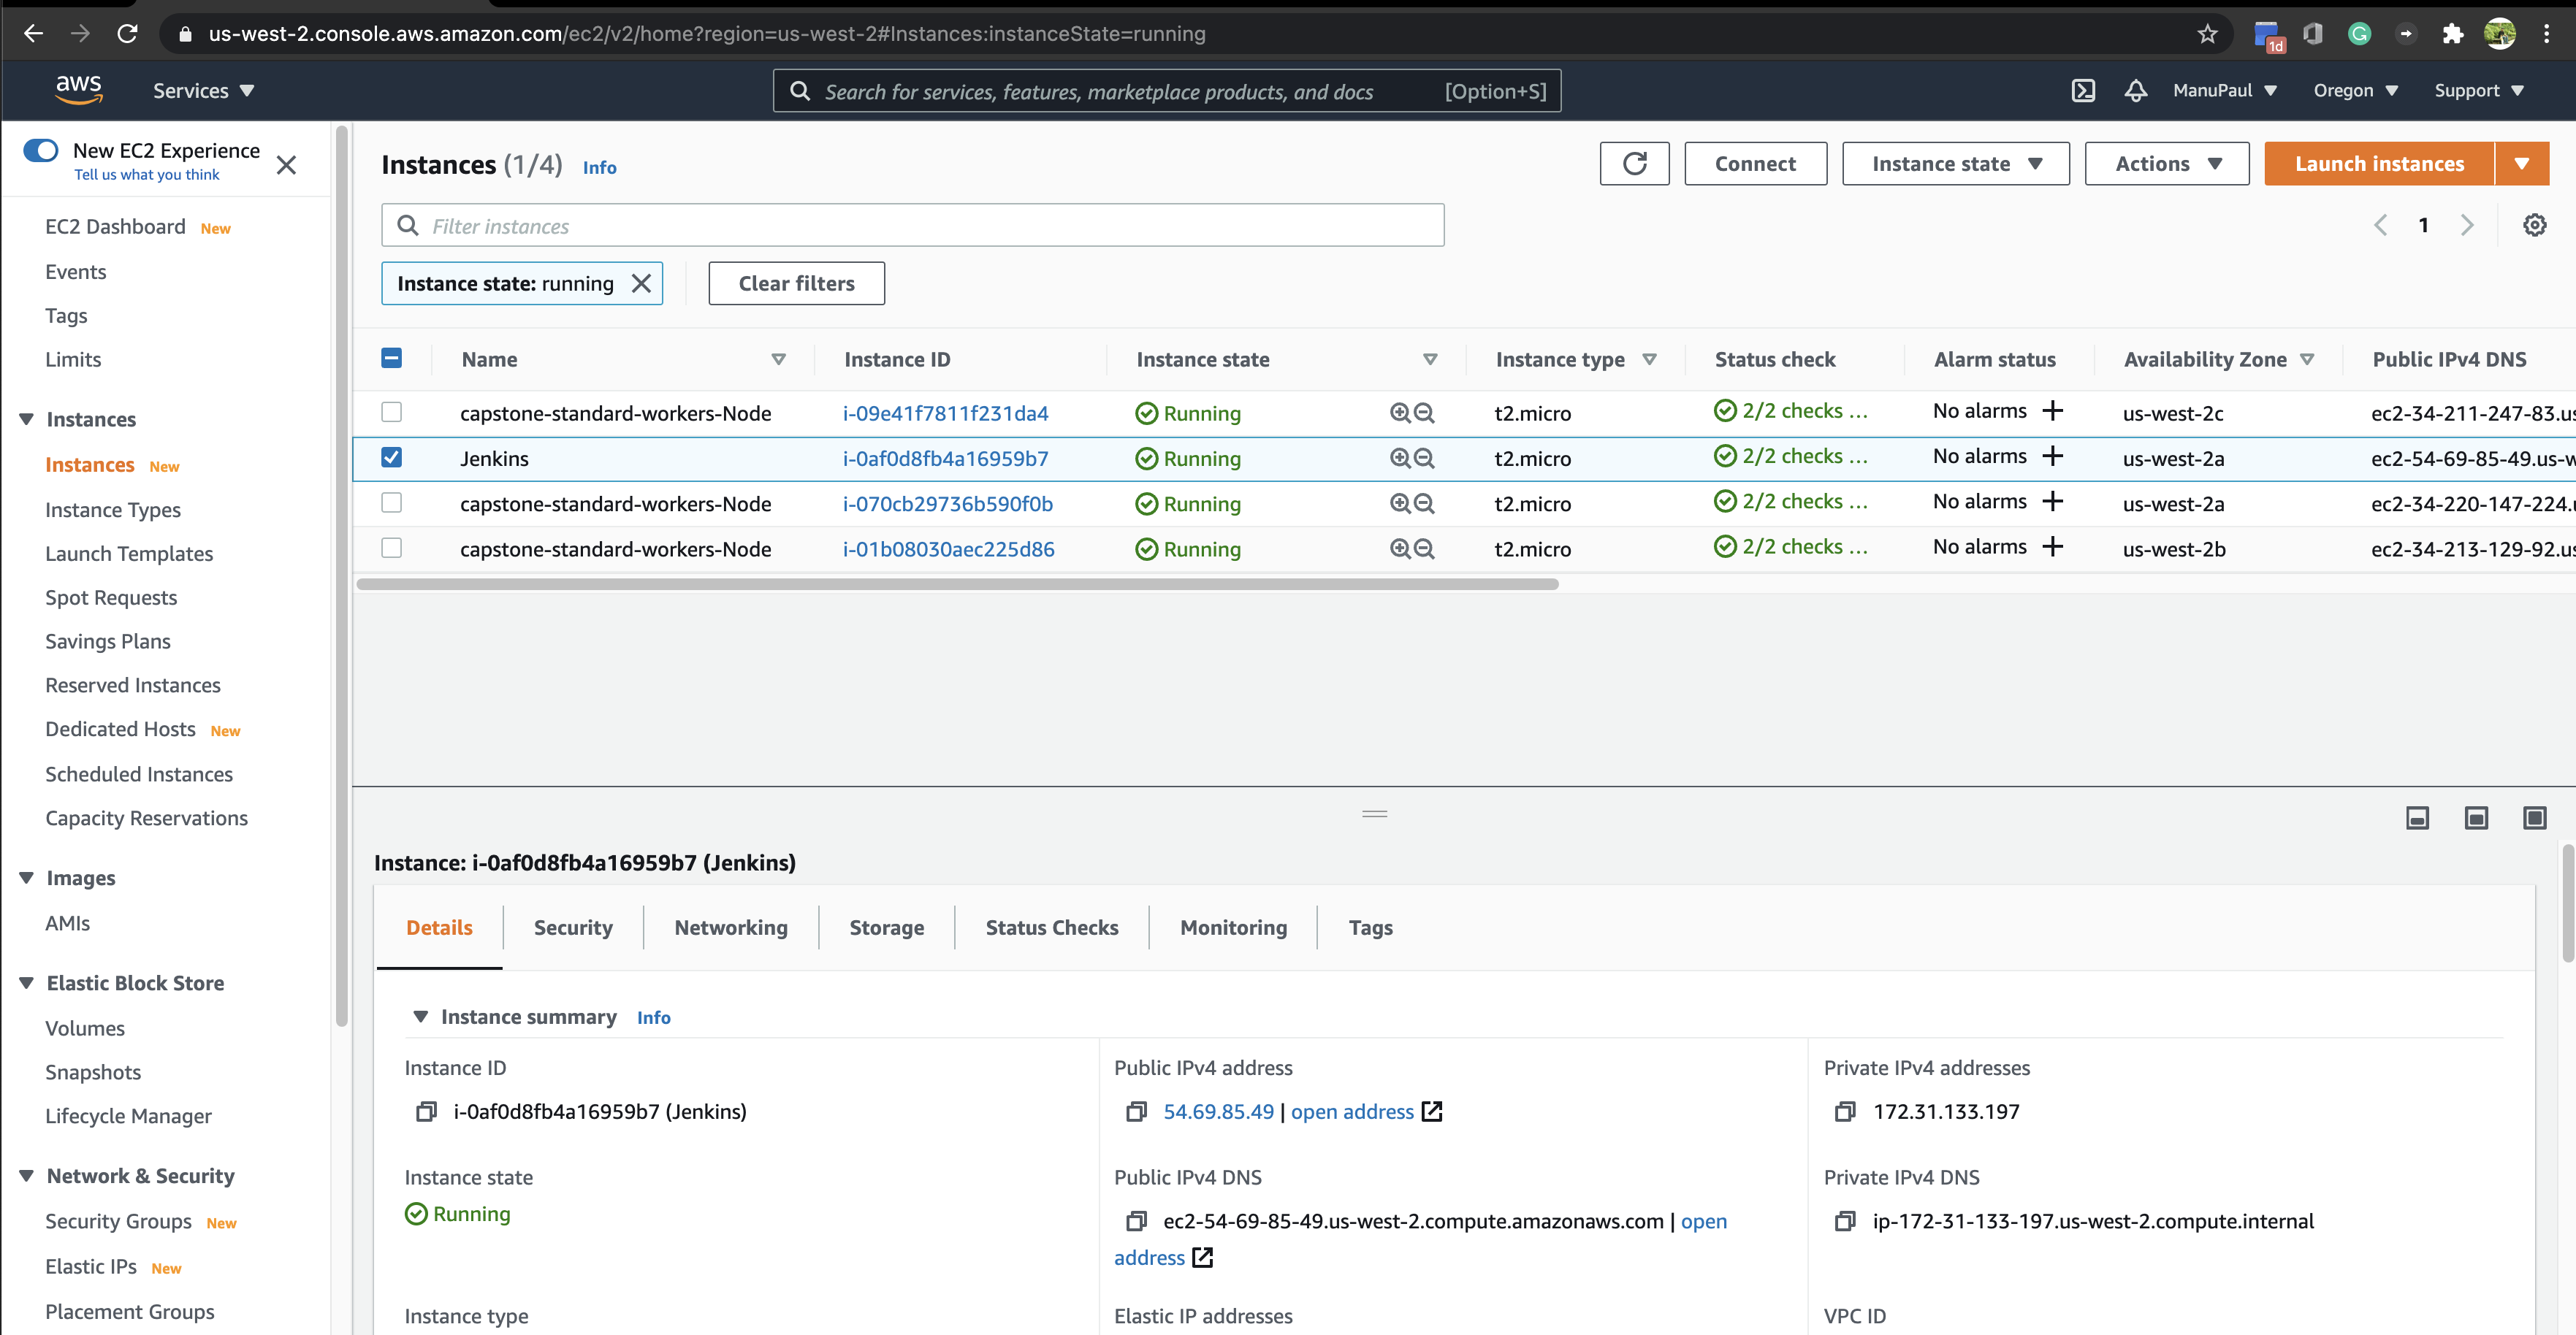 us-west-2.console.aws.amazon.com/ec2/v2/home?region=us-west-2#Instances:instanceState=running
1d
aws
Services
Search for services, features, marketplace products, and docs
[Option+S]
ManuPaul
Oregon
Support
New EC2 Experience
Tell us what you think
EC2 Dashboard New
Events
Tags
Limits
Instances
Instances New
Instance Types
Launch Templates
Spot Requests
Savings Plans
Reserved Instances
Dedicated Hosts New
Scheduled Instances
Capacity Reservations
Images
AMIs
Elastic Block Store
Volumes
Snapshots
Lifecycle Manager
Network & Security
Security Groups New
Elastic IPs New
Placement Groups
Instances (1/4) Info
Connect
Instance state
Actions
Launch instances
Filter instances
1
Instance state: running
Clear filters
Name Instance ID Instance state Instance type Status check Alarm status Availability Zone Public IPv4 DNS
capstone-standard-workers-Node i-09e41f7811f231da4 Running t2.micro 2/2 checks ... No alarms + us-west-2c ec2-34-211-247-83.us
Jenkins i-0af0d8fb4a16959b7 Running t2.micro 2/2 checks ... No alarms + us-west-2a ec2-54-69-85-49.us-w
capstone-standard-workers-Node i-070cb29736b590f0b Running t2.micro 2/2 checks ... No alarms + us-west-2a ec2-34-220-147-224.u
capstone-standard-workers-Node i-01b08030aec225d86 Running t2.micro 2/2 checks ... No alarms + us-west-2b ec2-34-213-129-92.us
Instance: i-0af0d8fb4a16959b7 (Jenkins)
Details Security Networking Storage Status Checks Monitoring Tags
Instance summary Info
Instance ID
i-0af0d8fb4a16959b7 (Jenkins)
Instance state
Running
Instance type
Public IPv4 address
54.69.85.49 | open address
Public IPv4 DNS
ec2-54-69-85-49.us-west-2.compute.amazonaws.com | open
address
Elastic IP addresses
Private IPv4 addresses
172.31.133.197
Private IPv4 DNS
ip-172-31-133-197.us-west-2.compute.internal
VPC ID